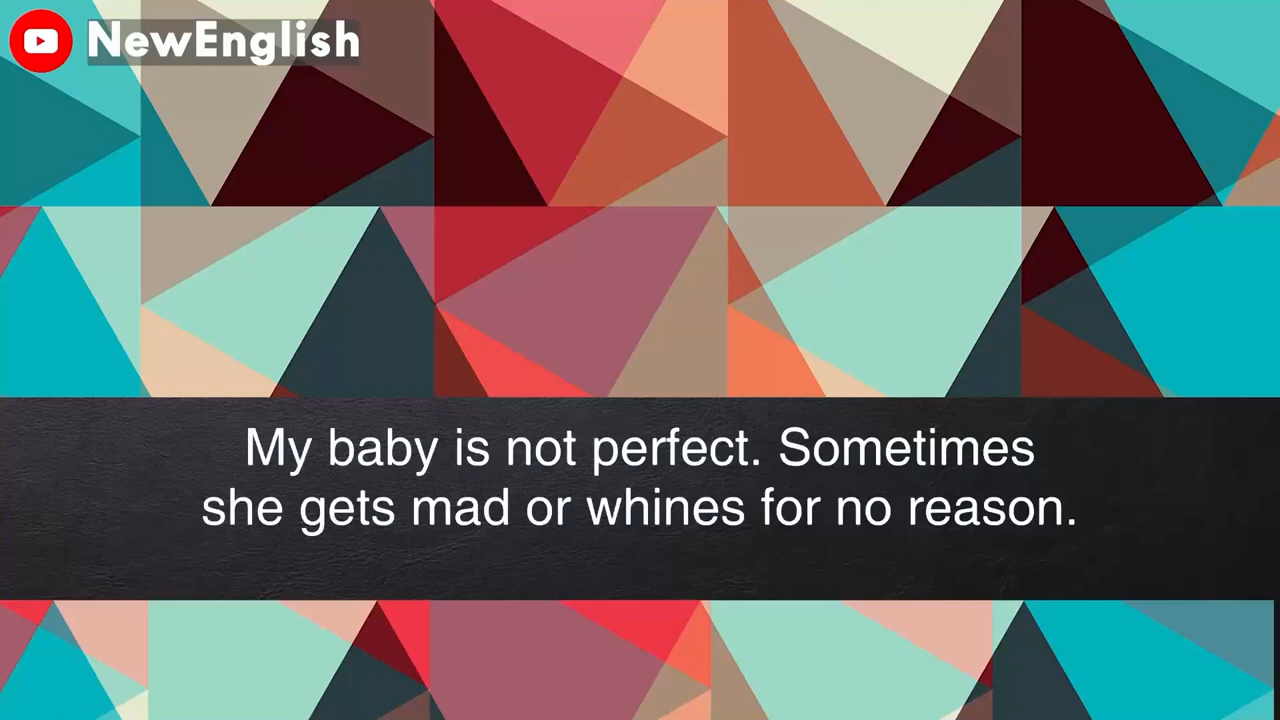 NewEnglish
My baby is not perfect. Sometimes
she gets mad or whines for no reason.